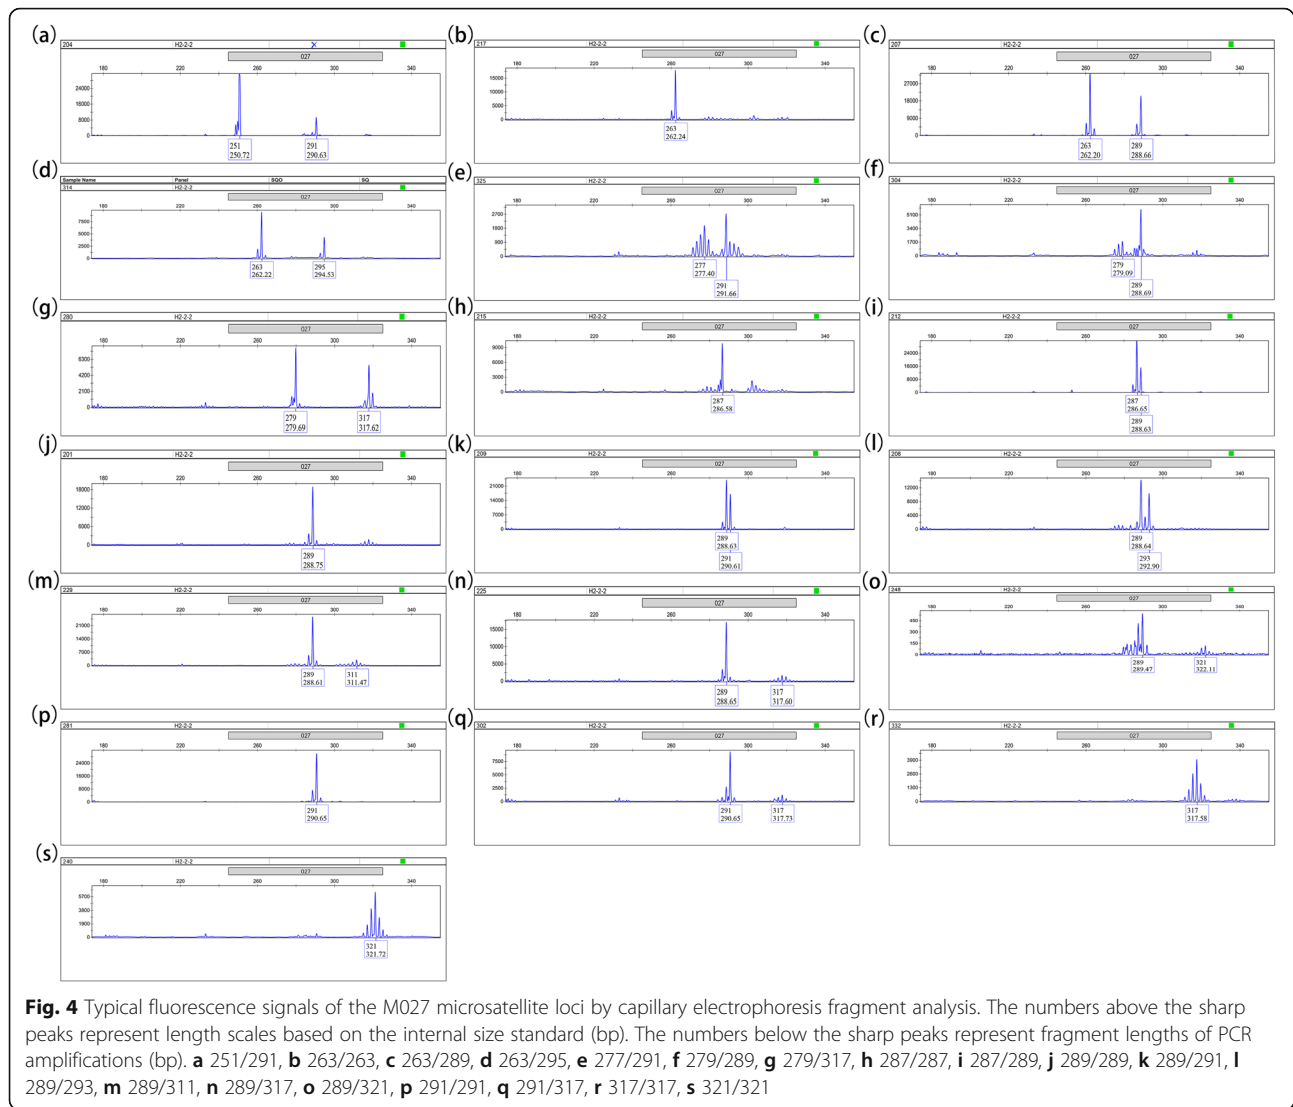 (a)
204 H2-2-2
027
180 220 260 300 340
24000
16000
8000
0
251
250.72
291
290.63
(b)
217 H2-2-2
027
180 220 260 300 340
15000
10000
5000
0
263
262.24
(c)
207 H2-2-2
027
180 220 260 300 340
27000
18000
9000
0
263
262.20
289
288.66
(d)
Sample Name Panel SQO SQ
314 H2-2-2
027
180 220 260 300 340
7500
5000
2500
0
263
262.22
295
294.53
(e)
325 H2-2-2
027
180 220 260 300 340
2700
1800
900
0
277
277.40
291
291.66
(f)
304 H2-2-2
027
180 220 260 300 340
5100
3400
1700
0
279
279.09
289
288.69
(g)
280 H2-2-2
027
180 220 260 300 340
6300
4200
2100
0
279
279.69
317
317.62
(h)
215 H2-2-2
027
180 220 260 300 340
9000
6000
3000
0
287
286.58
(i)
212 H2-2-2
027
180 220 260 300 340
24000
16000
8000
0
287
286.65
289
288.63
(j)
201 H2-2-2
027
180 220 260 300 340
18000
12000
6000
0
289
288.75
(k)
209 H2-2-2
027
180 220 260 300 340
21000
14000
7000
0
289
288.63
291
290.61
(l)
208 H2-2-2
027
180 220 260 300 340
12000
8000
4000
0
289
288.64
293
292.90
(m)
229 H2-2-2
027
180 220 260 300 340
21000
14000
7000
0
289
288.61
311
311.47
(n)
225 H2-2-2
027
180 220 260 300 340
15000
10000
5000
0
289
288.65
317
317.60
(o)
248 H2-2-2
027
180 220 260 300 340
450
300
150
0
289
289.47
321
322.11
(p)
281 H2-2-2
027
180 220 260 300 340
24000
16000
8000
0
291
290.65
(q)
302 H2-2-2
027
180 220 260 300 340
7500
5000
2500
0
291
290.65
317
317.73
(r)
332 H2-2-2
027
180 220 260 300 340
3900
2600
1300
0
317
317.58
(s)
240 H2-2-2
027
180 220 260 300 340
5700
3800
1900
0
321
321.72
Fig. 4 Typical fluorescence signals of the M027 microsatellite loci by capillary electrophoresis fragment analysis. The numbers above the sharp
peaks represent length scales based on the internal size standard (bp). The numbers below the sharp peaks represent fragment lengths of PCR
amplifications (bp). a 251/291, b 263/263, c 263/289, d 263/295, e 277/291, f 279/289, g 279/317, h 287/287, i 287/289, j 289/289, k 289/291, l
289/293, m 289/311, n 289/317, o 289/321, p 291/291, q 291/317, r 317/317, s 321/321